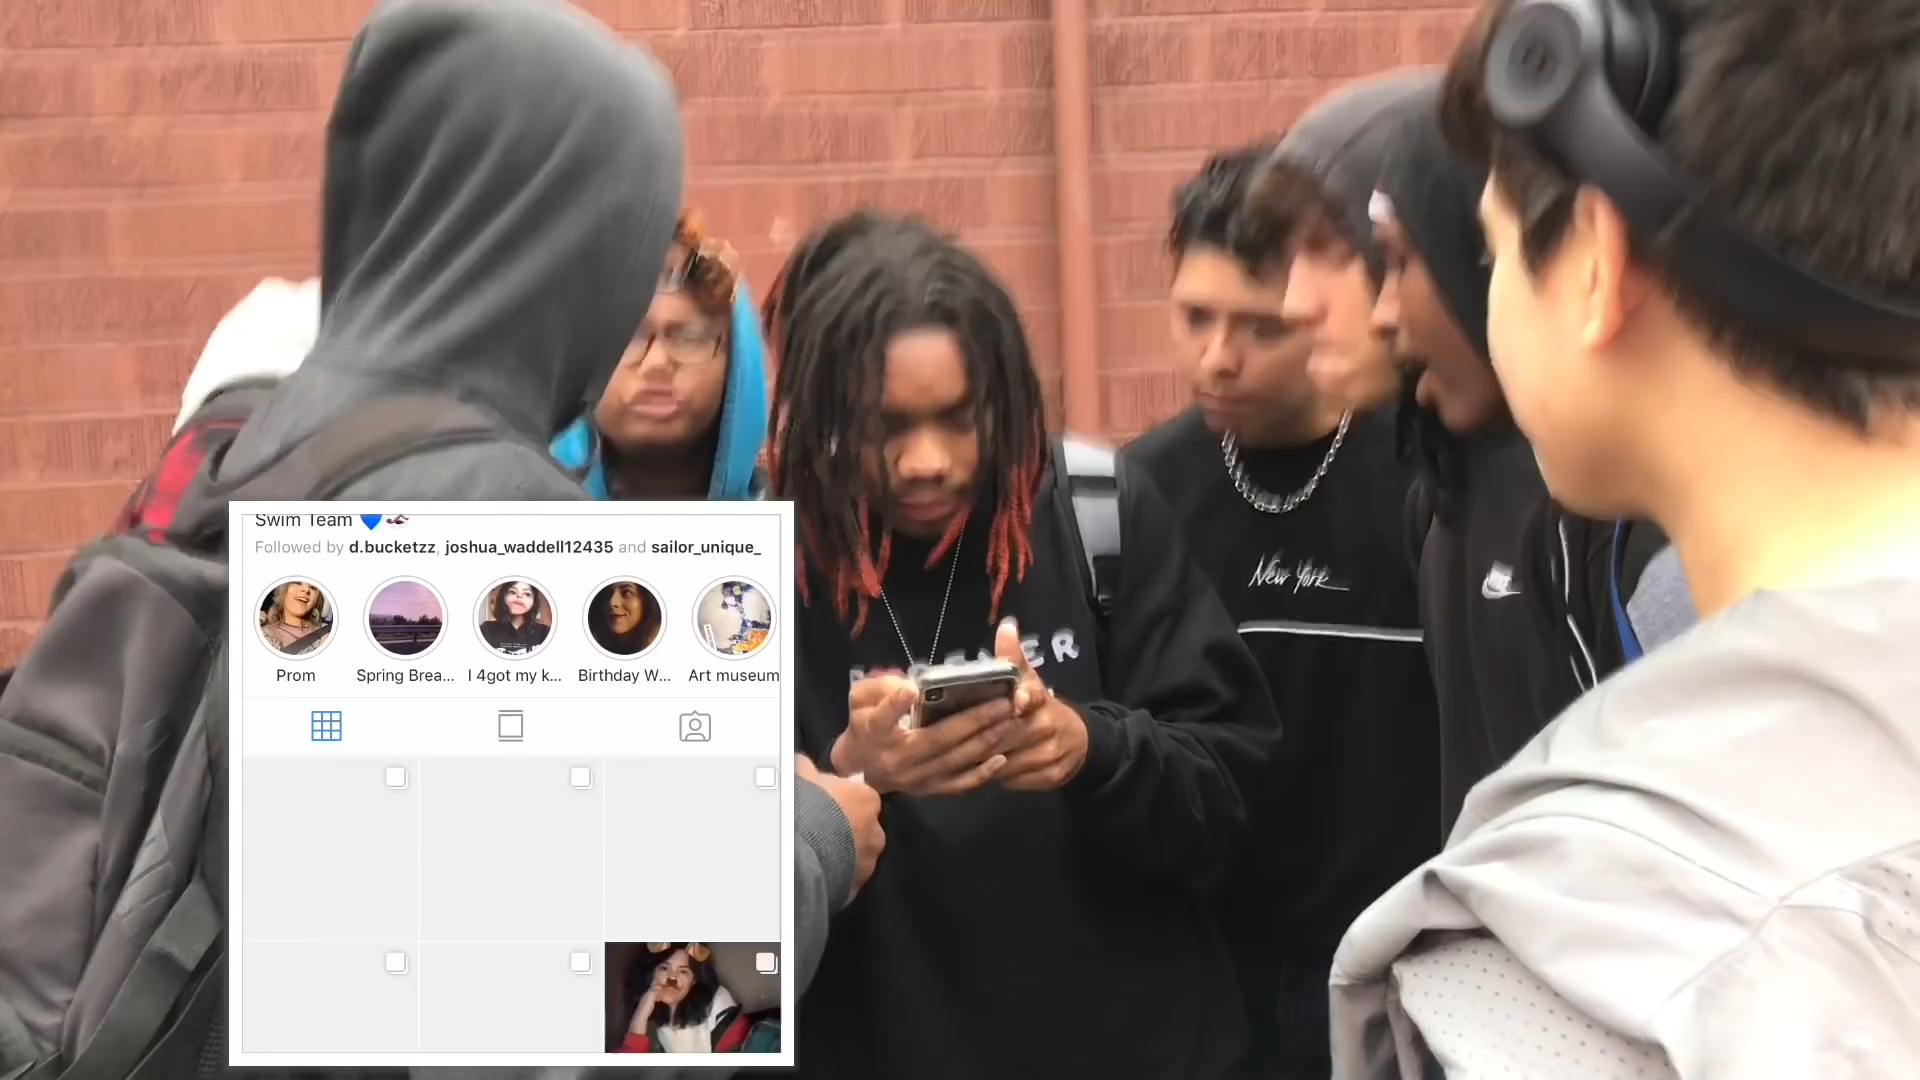 Swim Team 💙🏊
Followed by d.bucketzz, joshua_waddell12435 and sailor_unique_
Prom
Spring Brea...
I 4got my k...
Birthday W...
Art museum
New York